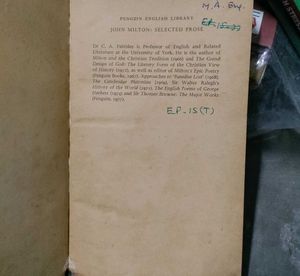 M.A. Eng.
PENGUIN ENGLISH LIBRARY
JOHN MILTON: SELECTED PROSE
Dr C. A. Patrides is Professor of English and Related
Literature at the University of York. He is the author of
Milton and the Christian Tradition (1966) and The Grand
Design of God: The Literary Form of the Christian View
of History (1972), as well as editor of Milton's Epic Poetry
(Penguin Books, 1967), Approaches to 'Paradise Lost' (1968),
The Cambridge Platonists (1969), Sir Walter Ralegh's
History of the World (1971), The English Poems of George
Herbert (1974) and Sir Thomas Browne: The Major Works
(Penguin, 1977).
EP-15(T)